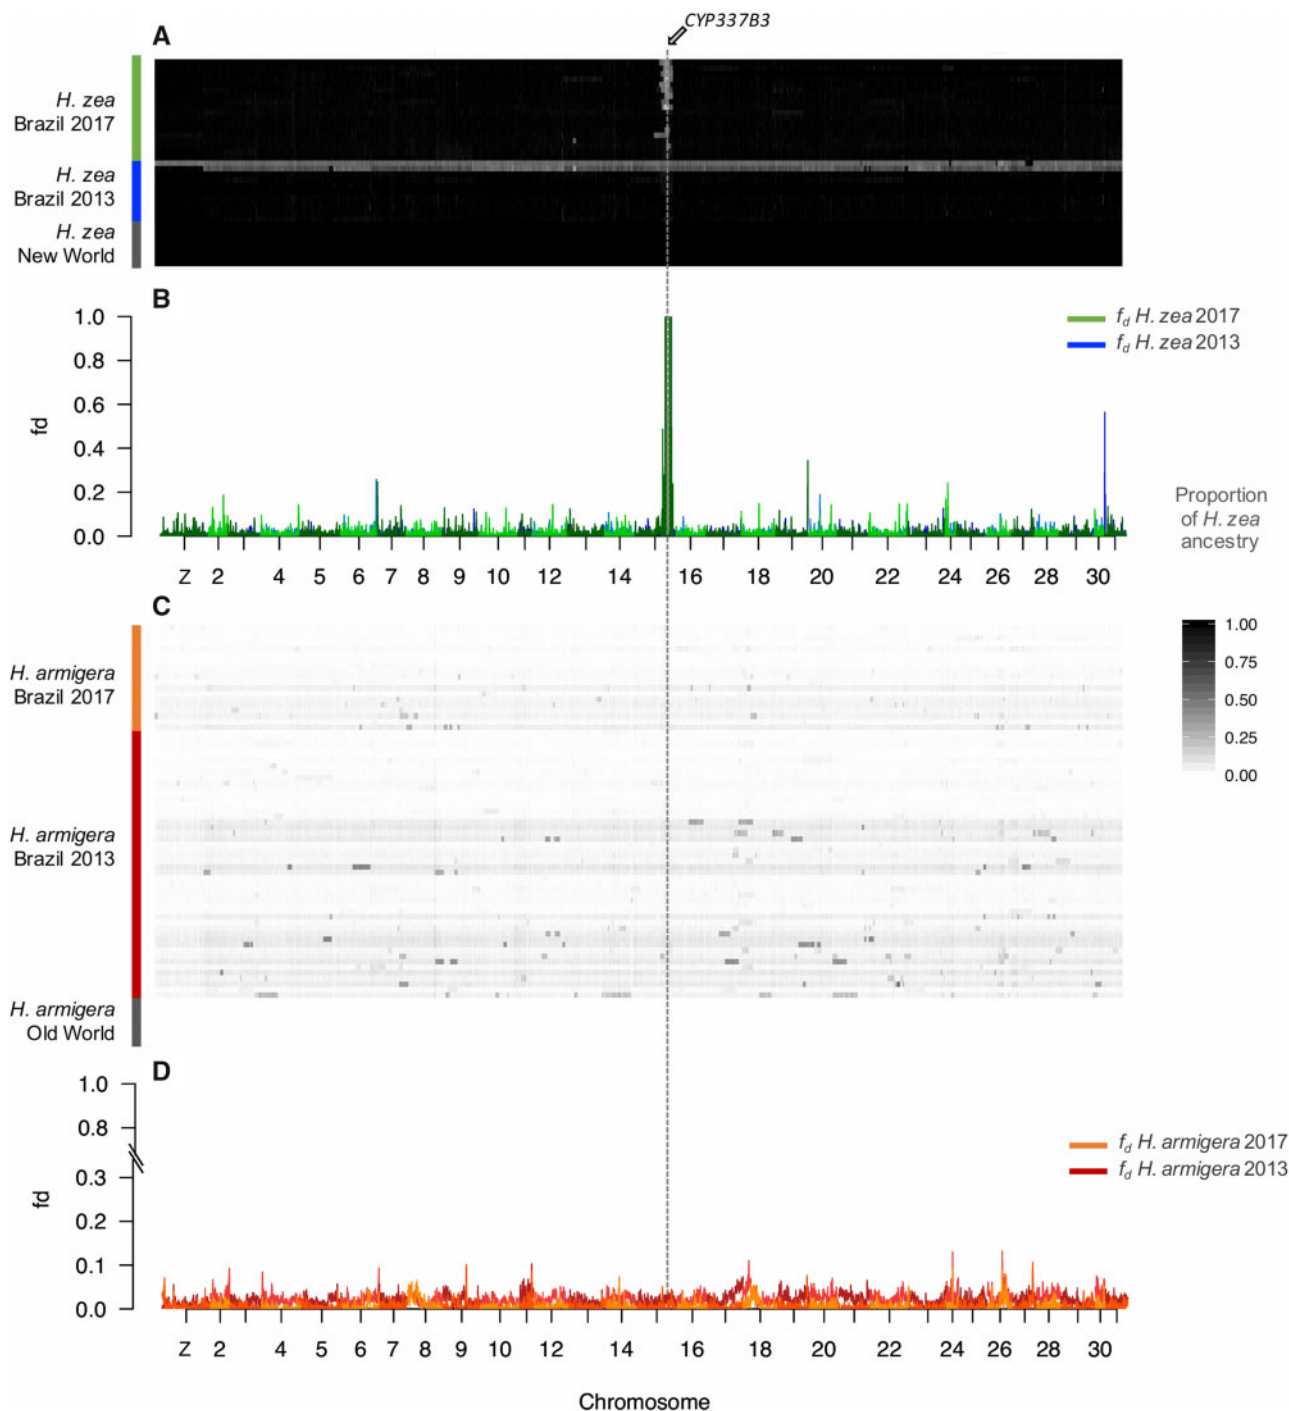 CYP337B3
A
H. zea
Brazil 2017
H. zea
Brazil 2013
H. zea
New World
B
fd H. zea 2017
fd H. zea 2013
1.0
0.8
0.6
0.4
0.2
0.0
fd
Z 2 4 5 6 7 8 9 10 12 14 16 18 20 22 24 26 28 30
Proportion
of H. zea
ancestry
1.00
0.75
0.50
0.25
0.00
C
H. armigera
Brazil 2017
H. armigera
Brazil 2013
H. armigera
Old World
D
1.0
0.8
0.3
0.2
0.1
0.0
fd
fd H. armigera 2017
fd H. armigera 2013
Z 2 4 5 6 7 8 9 10 12 14 16 18 20 22 24 26 28 30
Chromosome